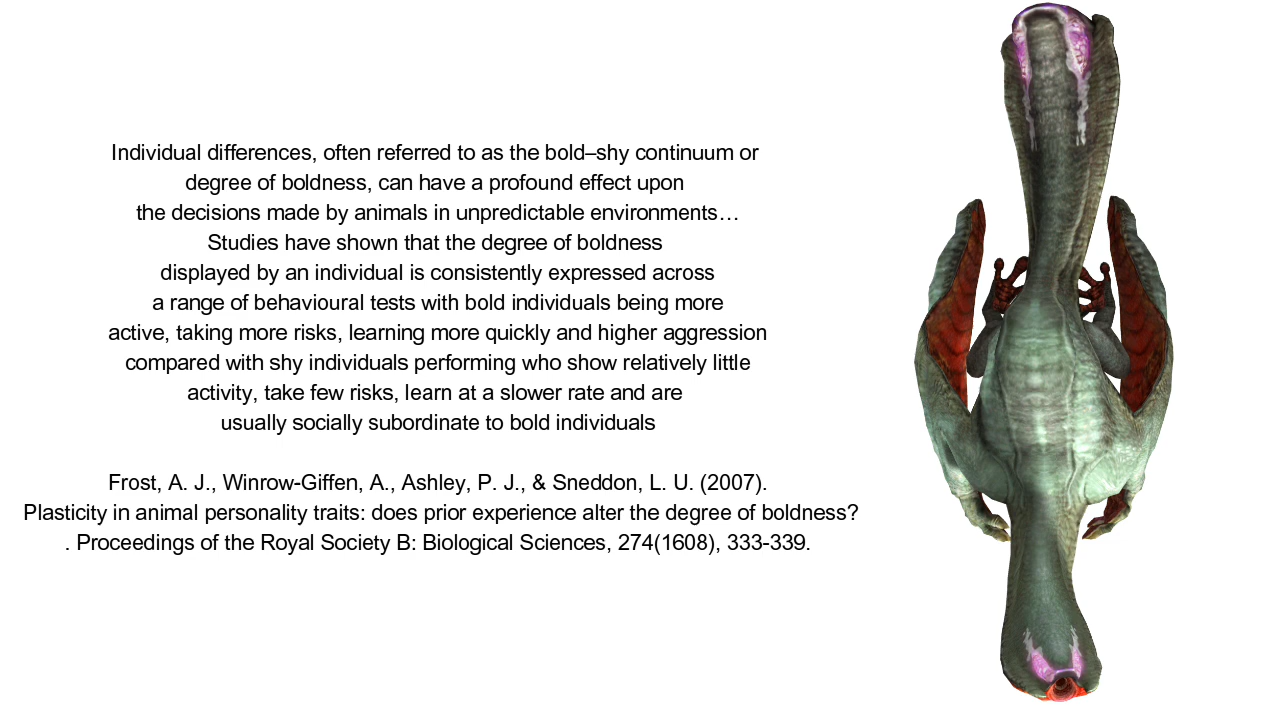 Individual differences, often referred to as the bold–shy continuum or
degree of boldness, can have a profound effect upon
the decisions made by animals in unpredictable environments…
Studies have shown that the degree of boldness
displayed by an individual is consistently expressed across
a range of behavioural tests with bold individuals being more
active, taking more risks, learning more quickly and higher aggression
compared with shy individuals performing who show relatively little
activity, take few risks, learn at a slower rate and are
usually socially subordinate to bold individuals
Frost, A. J., Winrow-Giffen, A., Ashley, P. J., & Sneddon, L. U. (2007).
Plasticity in animal personality traits: does prior experience alter the degree of boldness?
. Proceedings of the Royal Society B: Biological Sciences, 274(1608), 333-339.